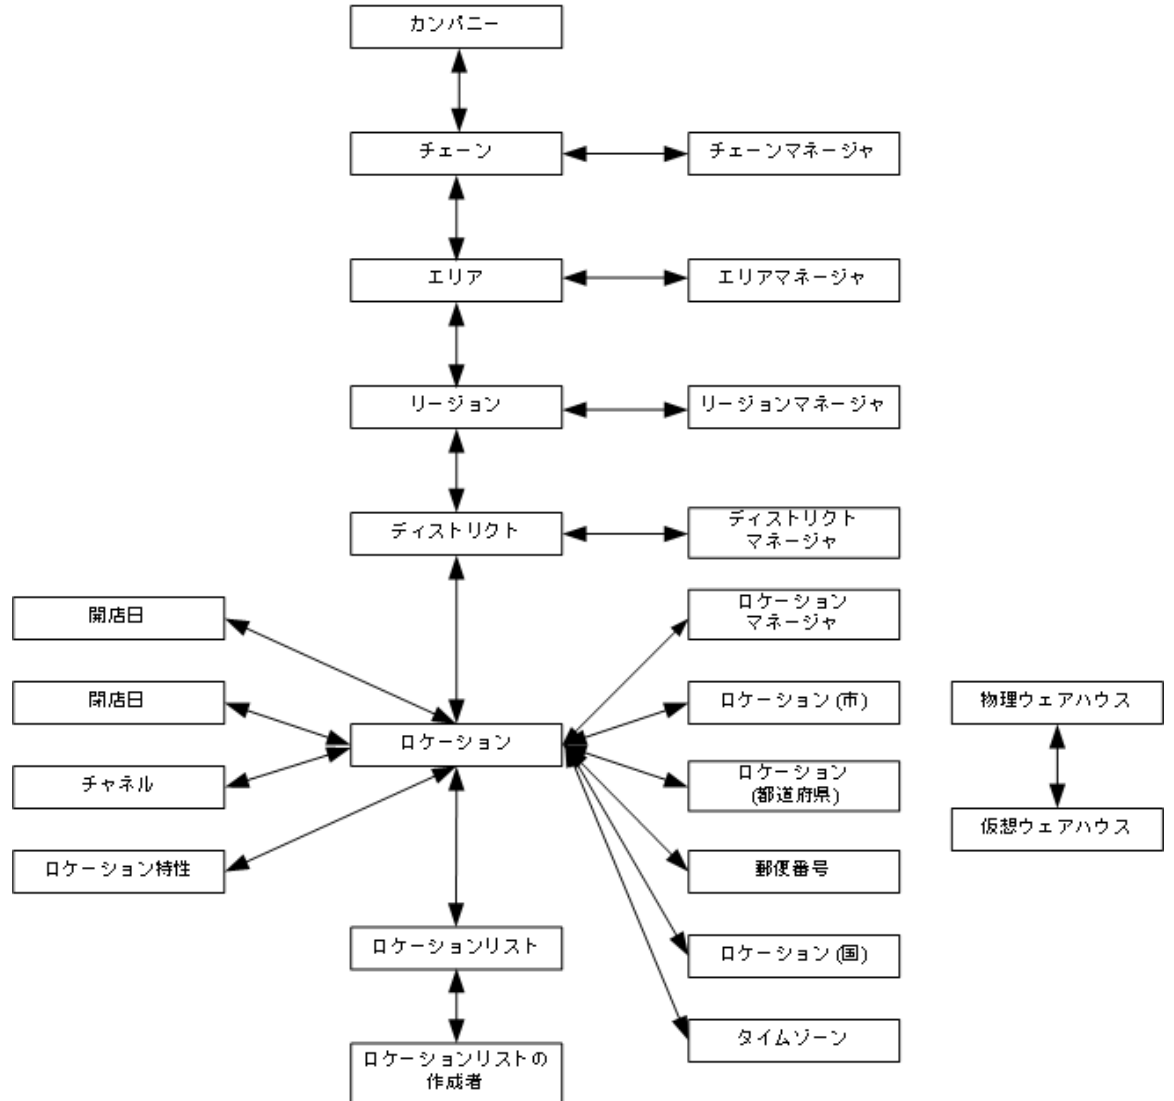 カンパニー
チェーン
チェーンマネージャ
エリア
エリアマネージャ
リージョン
リージョンマネージャ
ディストリクト
ディストリクト
マネージャ
開店日
ロケーション
マネージャ
閉店日
ロケーション
ロケーション (市)
物理ウェアハウス
チャネル
ロケーション
(都道府県)
仮想ウェアハウス
ロケーション特性
郵便番号
ロケーションリスト
ロケーション (国)
タイムゾーン
ロケーションリストの
作成者